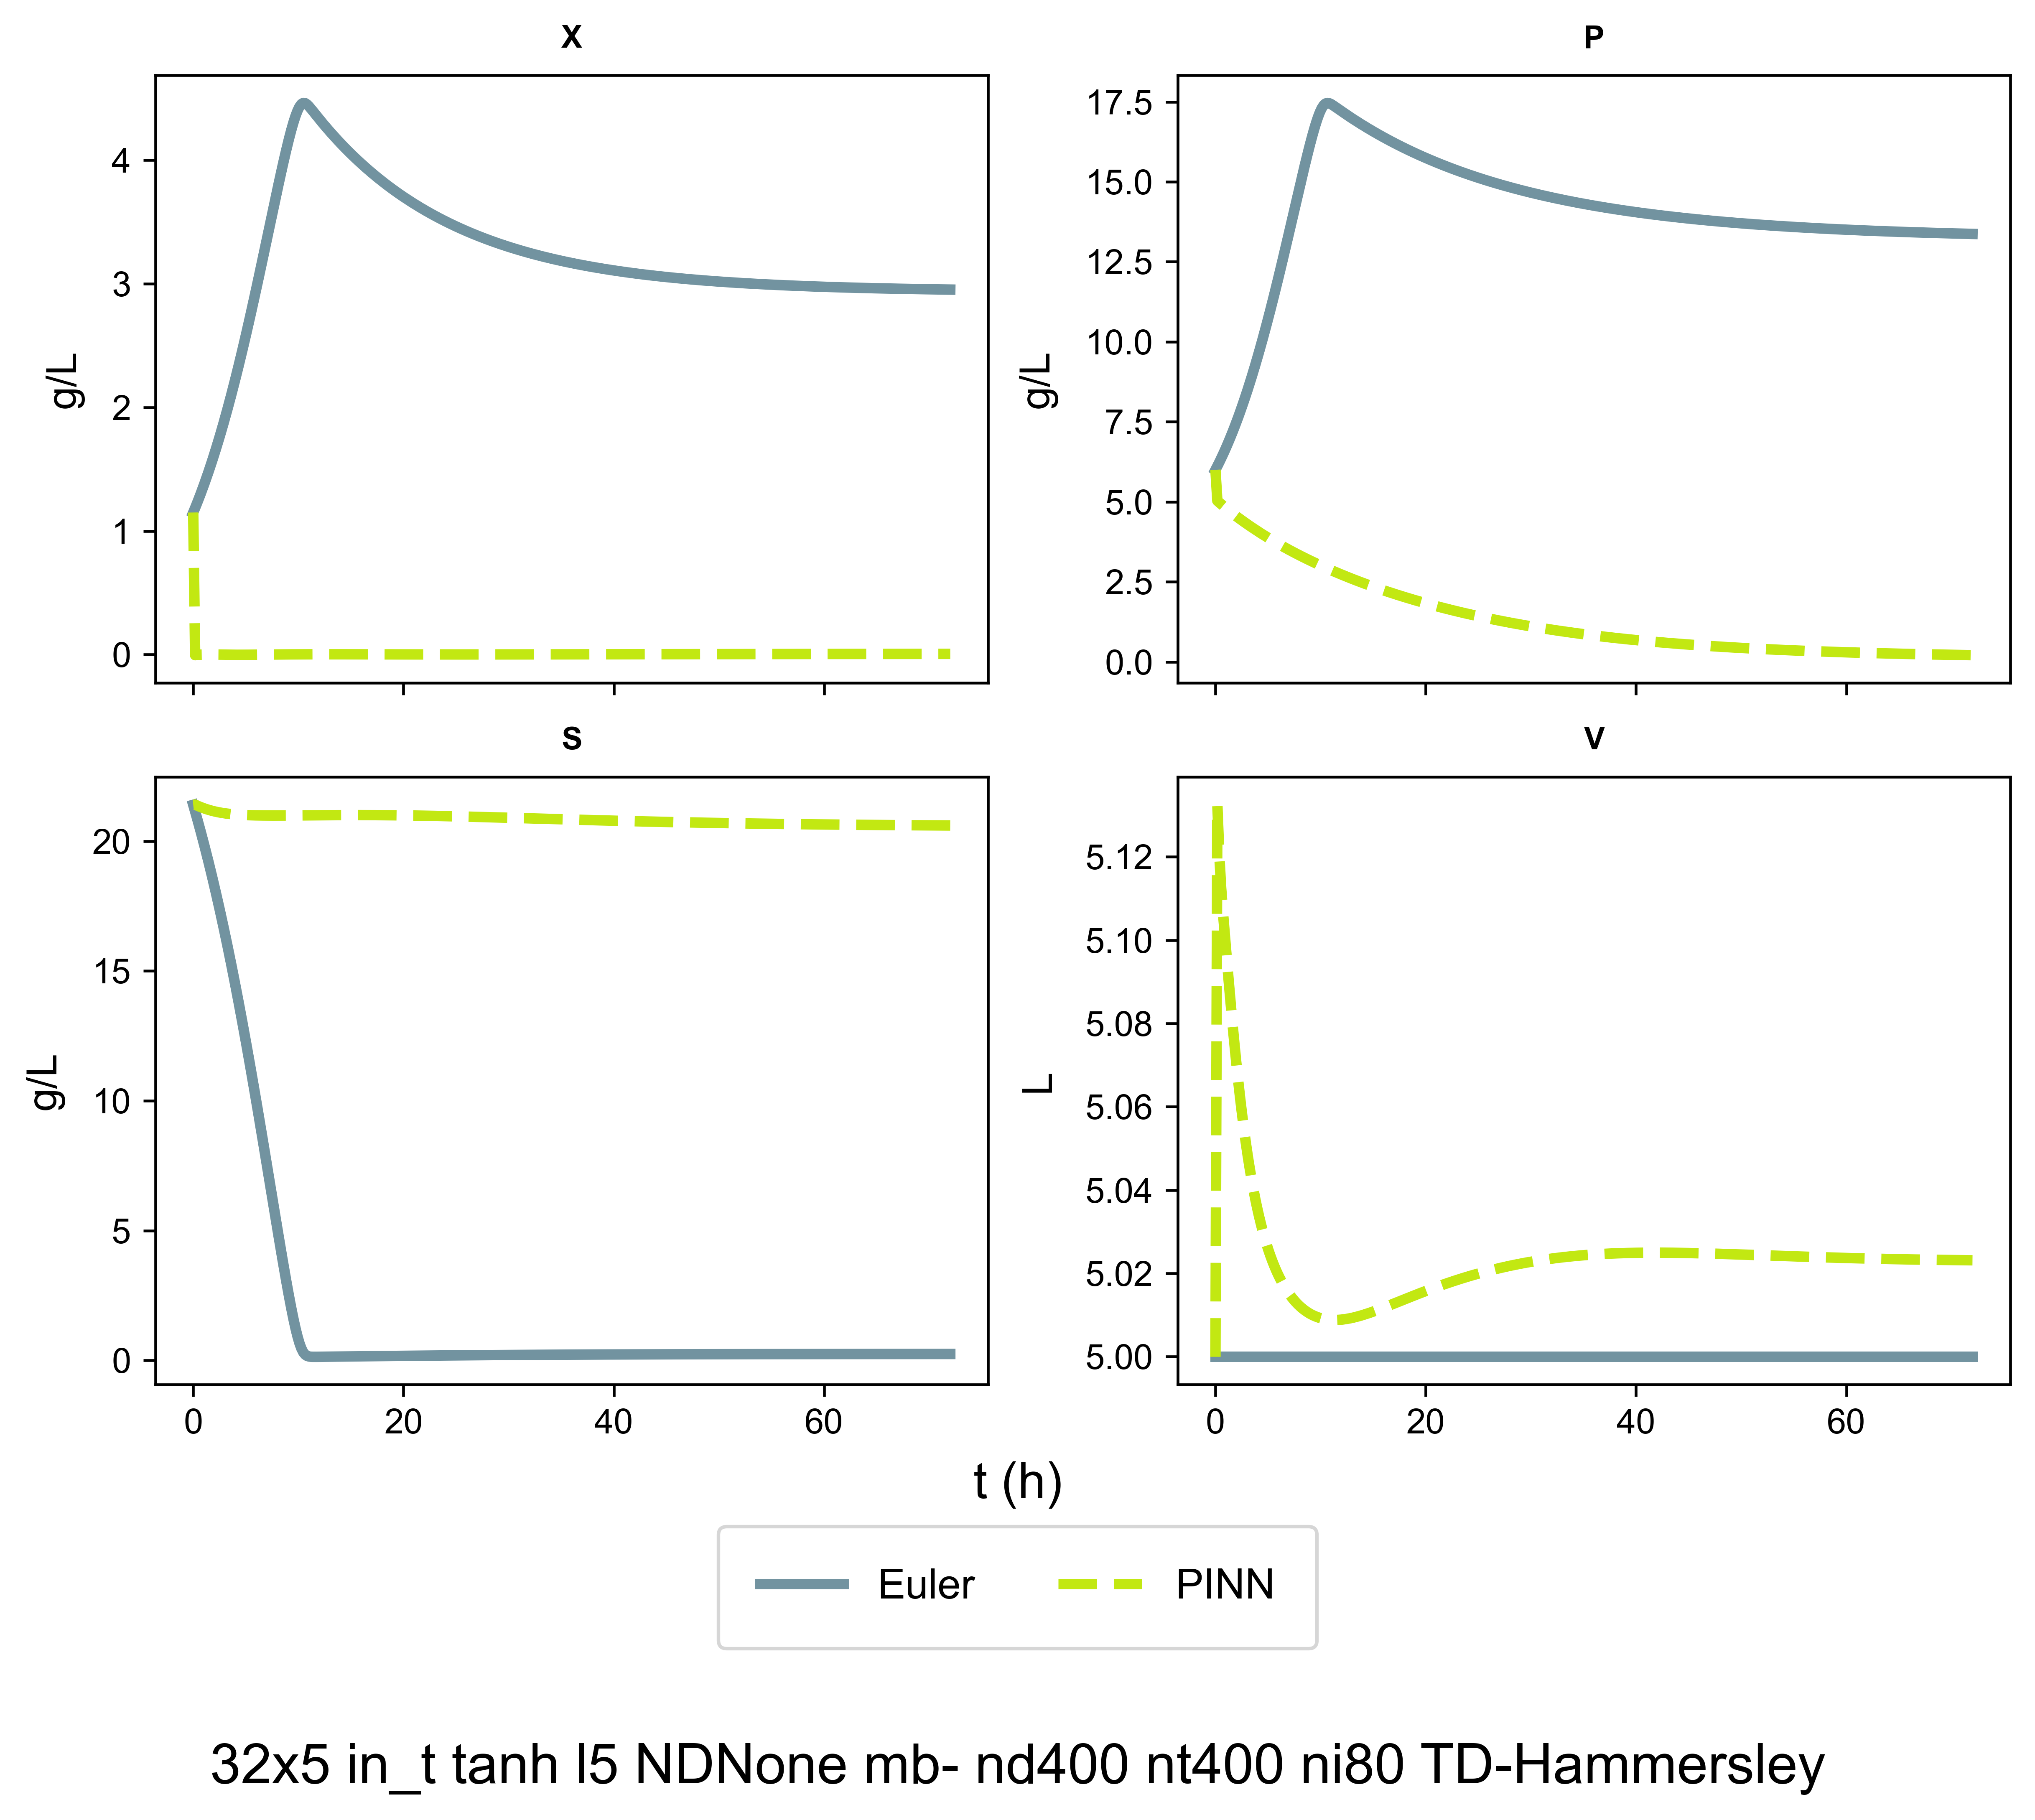 X
P
4
3
2
1
0
g/L
17.5
15.0
12.5
10.0
7.5
5.0
2.5
0.0
g/L
S
V
20
15
10
5
0
g/L
5.12
5.10
5.08
5.06
5.04
5.02
5.00
L
0 20 40 60
0 20 40 60
t (h)
Euler PINN
32x5 in_t tanh l5 NDNone mb- nd400 nt400 ni80 TD-Hammersley